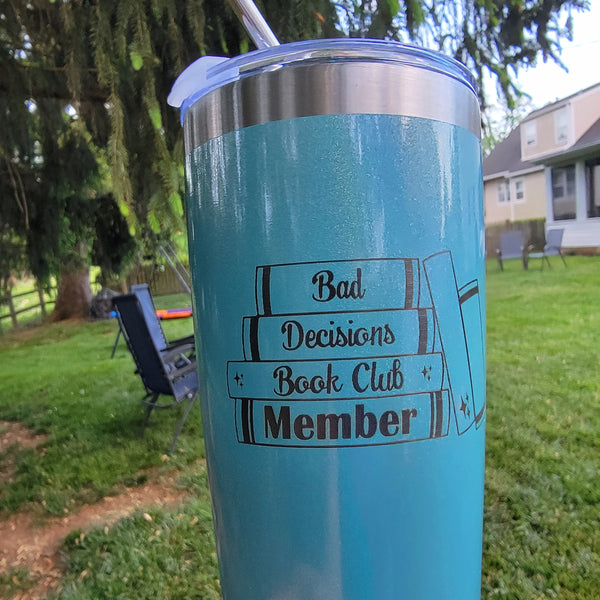 Bad
Decisions
Book Club
Member